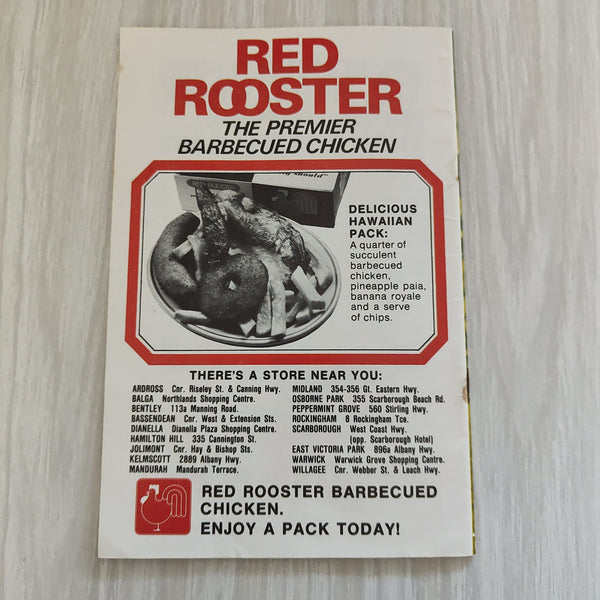 RED
ROOSTER
THE PREMIER
BARBECUED CHICKEN
should"
DELICIOUS
HAWAIIAN
PACK:
A quarter of
succulent
barbecued
chicken,
pineapple paia,
banana royale
and a serve
of chips.
THERE'S A STORE NEAR YOU:
ARDROSS Cnr. Riseley St. & Canning Hwy.
BALGA Northlands Shopping Centre.
BENTLEY 113a Manning Road.
BASSENDEAN Cnr. West & Extension Sts.
DIANELLA Dianella Plaza Shopping Centre.
HAMILTON HILL 335 Cannington St.
JOLIMONT Cnr. Hay & Bishop Sts.
KELMSCOTT 2889 Albany Hwy.
MANDURAH Mandurah Terrace.
MIDLAND 354-356 Gt. Eastern Hwy.
OSBORNE PARK 355 Scarborough Beach Rd.
PEPPERMINT GROVE 560 Stirling Hwy.
ROCKINGHAM 8 Rockingham Tce.
SCARBOROUGH West Coast Hwy.
(opp. Scarborough Hotel)
EAST VICTORIA PARK 896a Albany Hwy.
WARWICK Warwick Grove Shopping Centre.
WILLAGEE Cnr. Webber St. & Leach Hwy.
RED ROOSTER BARBECUED
CHICKEN.
ENJOY A PACK TODAY!